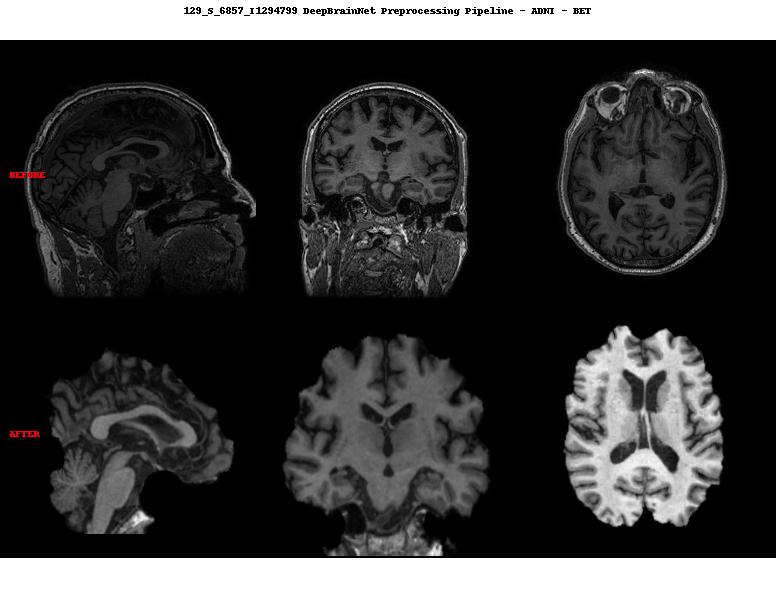 129_S_6857_I1294799 DeepBrainNet Preprocessing Pipeline - ADNI - BET
BEFORE
AFTER